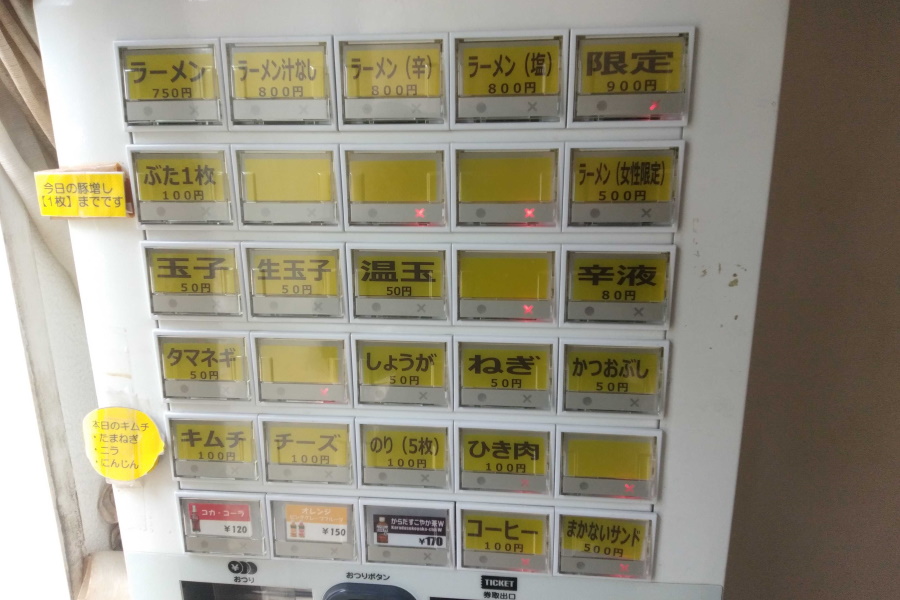 ラーメン
750円
ラーメン汁なし
800円
ラーメン（辛）
800円
ラーメン（塩）
800円
限定
900円
今日の豚増し
【1枚】までです
ぶた1枚
100円
ラーメン（女性限定）
500円
玉子
50円
生玉子
50円
温玉
50円
辛液
80円
タマネギ
50円
しょうが
50円
ねぎ
50円
かつおぶし
50円
本日のキムチ
・たまねぎ
・ニラ
・にんじん
キムチ
100円
チーズ
100円
のり（5枚）
100円
ひき肉
100円
コカ・コーラ
¥120
オレンジ
¥150
からだすこやか茶W
¥170
コーヒー
100円
まかないサンド
500円
¥
おつり
おつりボタン
TICKET
券取出口